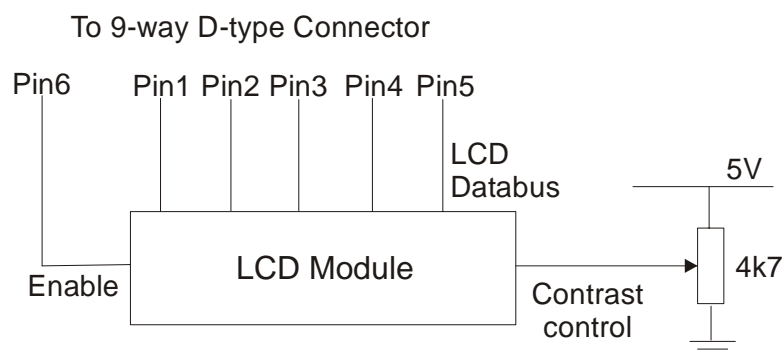 To 9-way D-type Connector
Pin6 Pin1 Pin2 Pin3 Pin4 Pin5
LCD
Databus
5V
LCD Module
4k7
Enable
Contrast
control